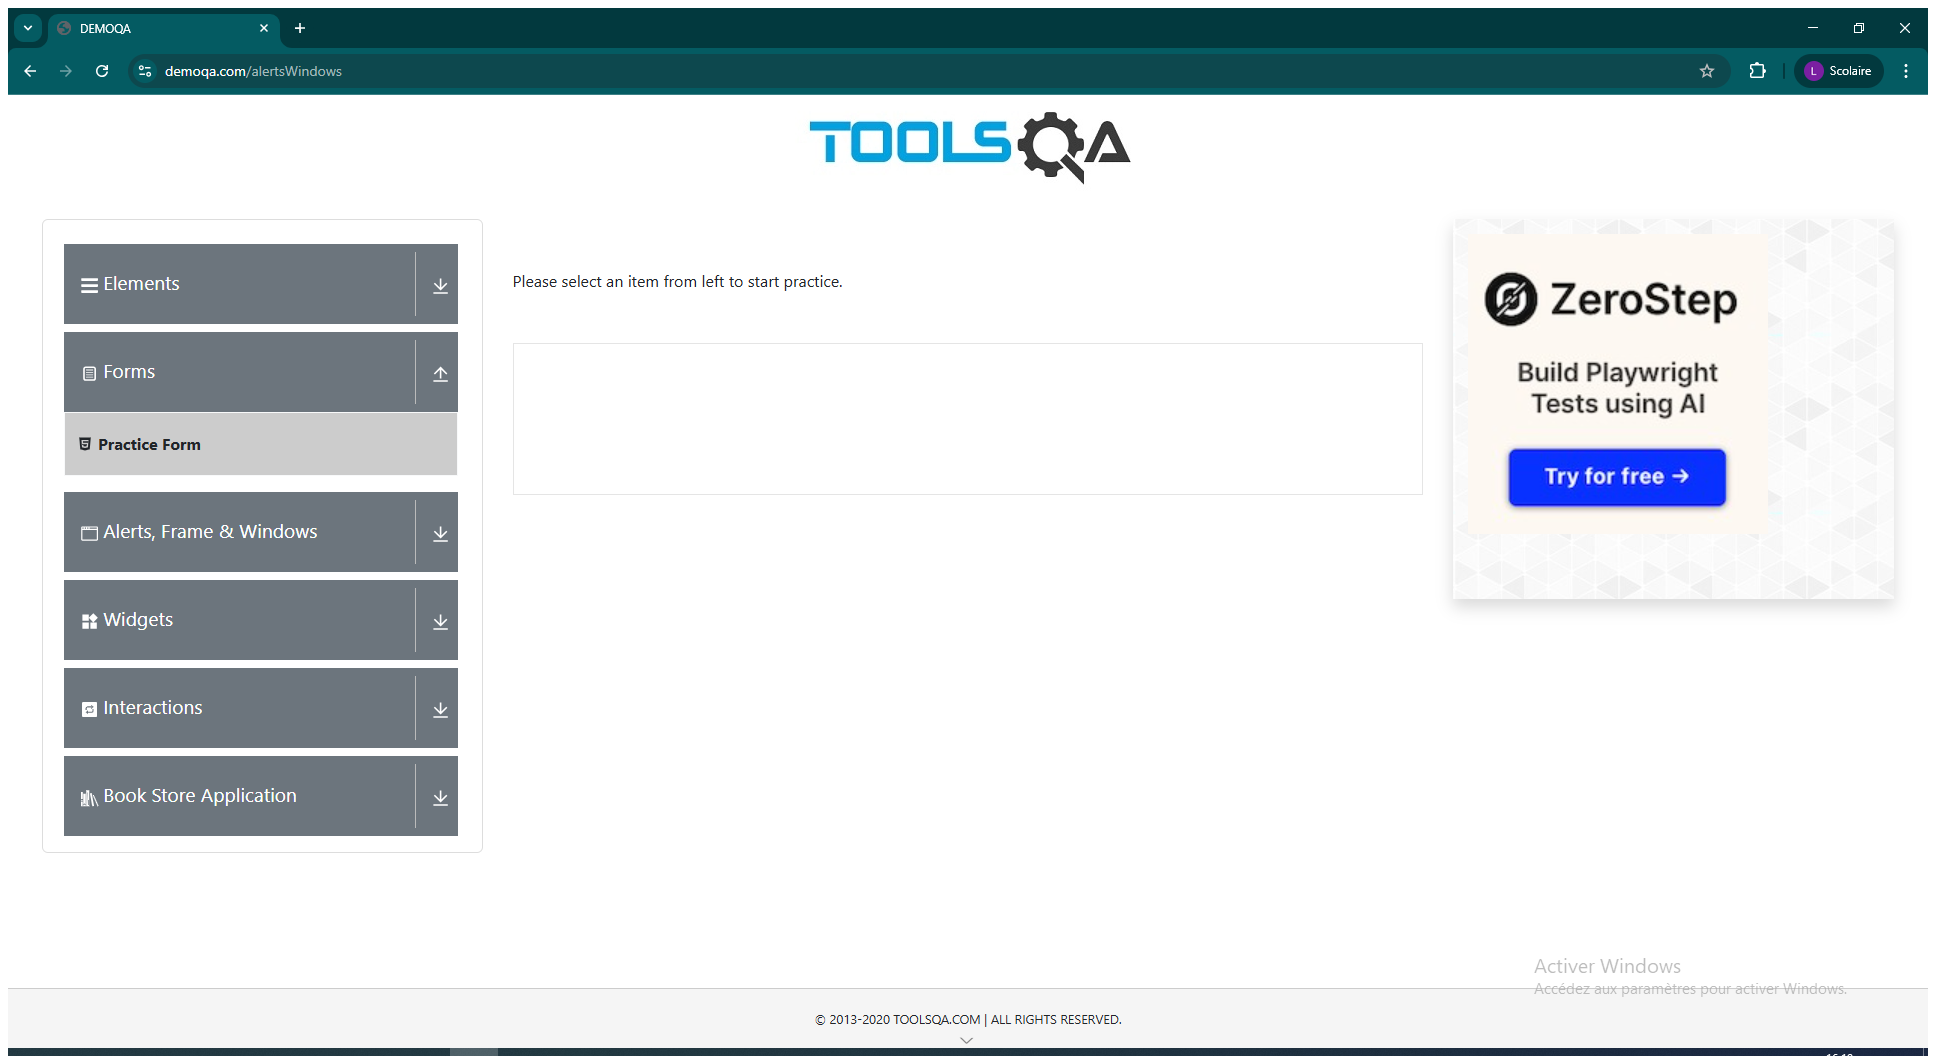 DEMOQA
demoqa.com/alertsWindows
L Scolaire
TOOLSQA
Elements
Forms
Practice Form
Alerts, Frame & Windows
Widgets
Interactions
Book Store Application
Please select an item from left to start practice.
ZeroStep
Build Playwright
Tests using AI
Try for free →
Activer Windows
Accédez aux paramètres pour activer Windows.
© 2013-2020 TOOLSQA.COM | ALL RIGHTS RESERVED.